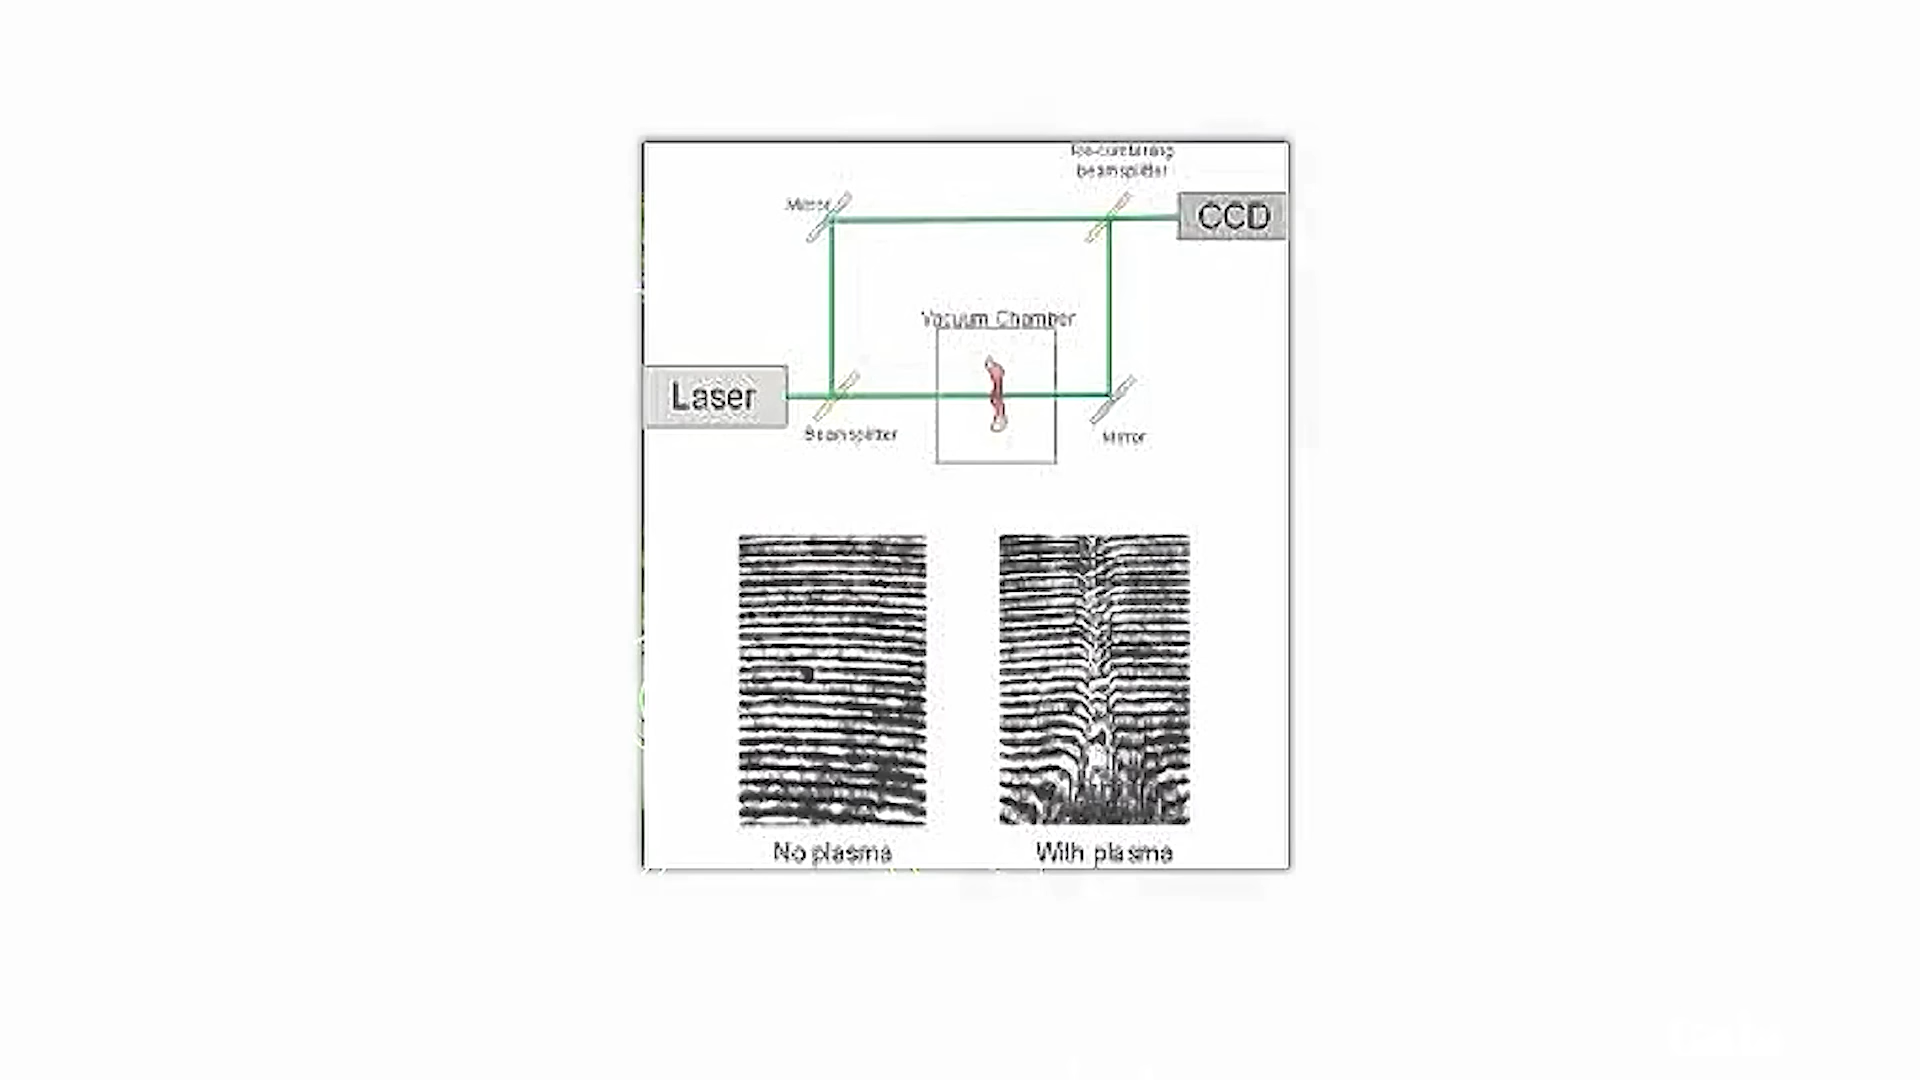 Re-combining
beamsplitter
Mirror
CCD
Vacuum Chamber
Laser
Beamsplitter
Mirror
No plasma
With plasma